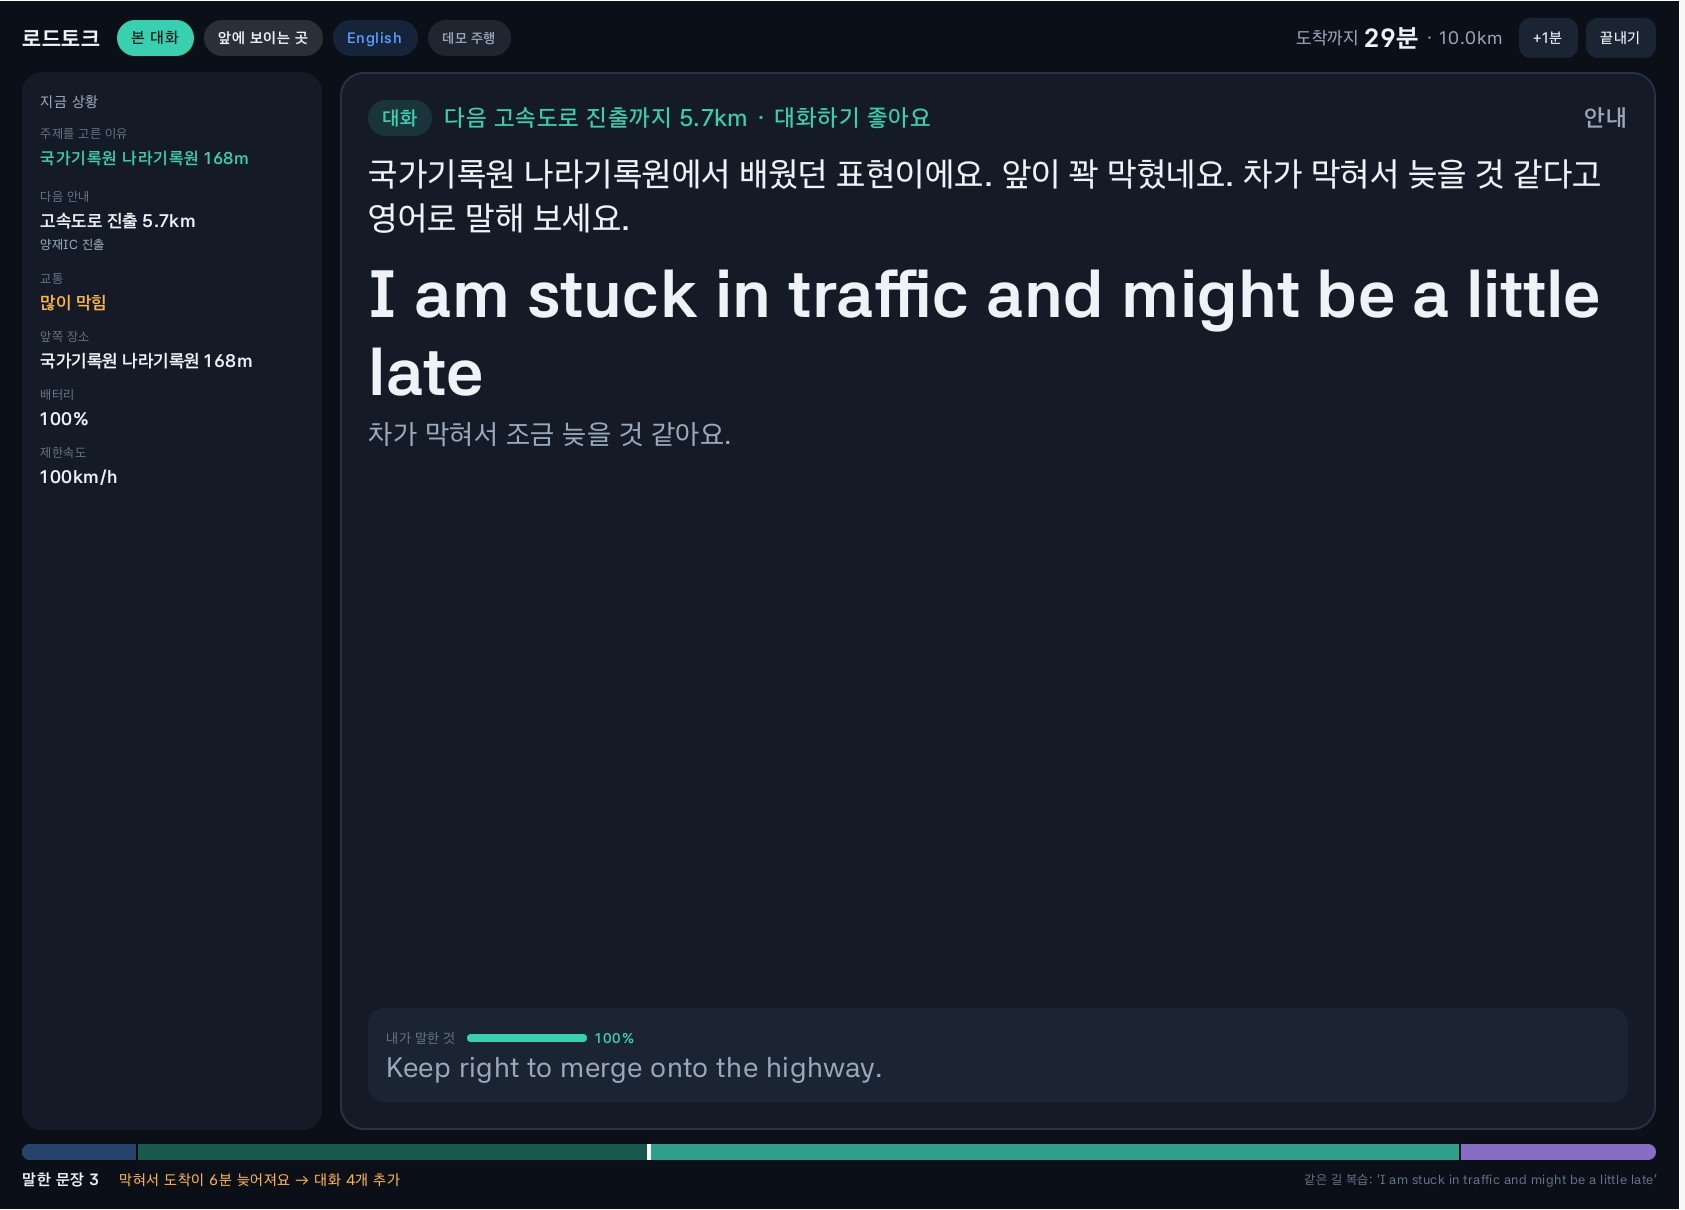 로드토크
본 대화
앞에 보이는 곳
English
데모 주행
도착까지 29분 · 10.0km
+1분
끝내기
지금 상황
주제를 고른 이유
국가기록원 나라기록원 168m
다음 안내
고속도로 진출 5.7km
양재IC 진출
교통
많이 막힘
앞쪽 장소
국가기록원 나라기록원 168m
배터리
100%
제한속도
100km/h
대화 다음 고속도로 진출까지 5.7km · 대화하기 좋아요
안내
국가기록원 나라기록원에서 배웠던 표현이에요. 앞이 꽉 막혔네요. 차가 막혀서 늦을 것 같다고
영어로 말해 보세요.
I am stuck in traffic and might be a little
late
차가 막혀서 조금 늦을 것 같아요.
내가 말한 것 100%
Keep right to merge onto the highway.
말한 문장 3
막혀서 도착이 6분 늦어져요 → 대화 4개 추가
같은 길 복습: ‘I am stuck in traffic and might be a little late’